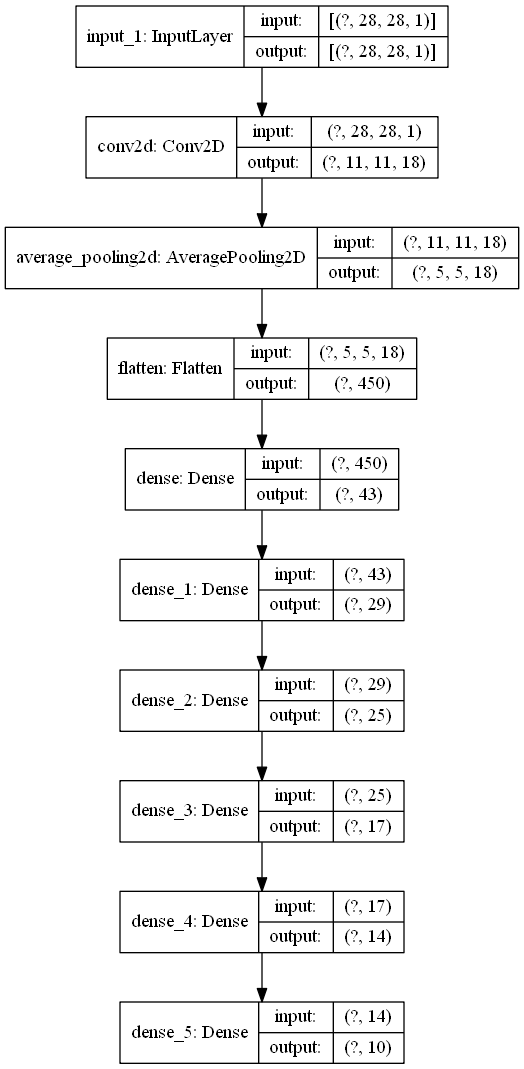 input_1: InputLayer
input: [(?, 28, 28, 1)]
output: [(?, 28, 28, 1)]
conv2d: Conv2D
input: (?, 28, 28, 1)
output: (?, 11, 11, 18)
average_pooling2d: AveragePooling2D
input: (?, 11, 11, 18)
output: (?, 5, 5, 18)
flatten: Flatten
input: (?, 5, 5, 18)
output: (?, 450)
dense: Dense
input: (?, 450)
output: (?, 43)
dense_1: Dense
input: (?, 43)
output: (?, 29)
dense_2: Dense
input: (?, 29)
output: (?, 25)
dense_3: Dense
input: (?, 25)
output: (?, 17)
dense_4: Dense
input: (?, 17)
output: (?, 14)
dense_5: Dense
input: (?, 14)
output: (?, 10)